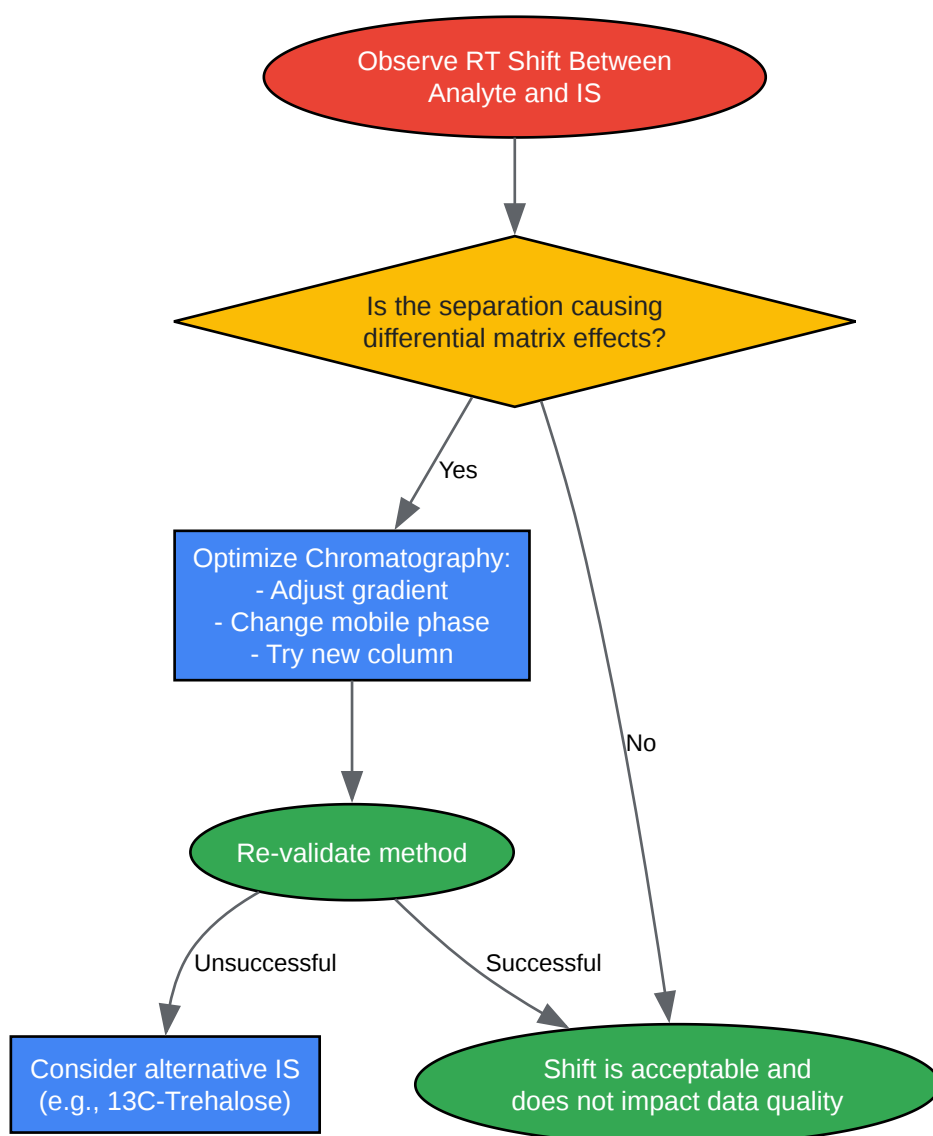 Observe RT Shift Between
Analyte and IS
Is the separation causing
differential matrix effects?
Yes
Optimize Chromatography:
- Adjust gradient
- Change mobile phase
- Try new column
No
Re-validate method
Unsuccessful
Successful
Consider alternative IS
(e.g., 13C-Trehalose)
Shift is acceptable and
does not impact data quality